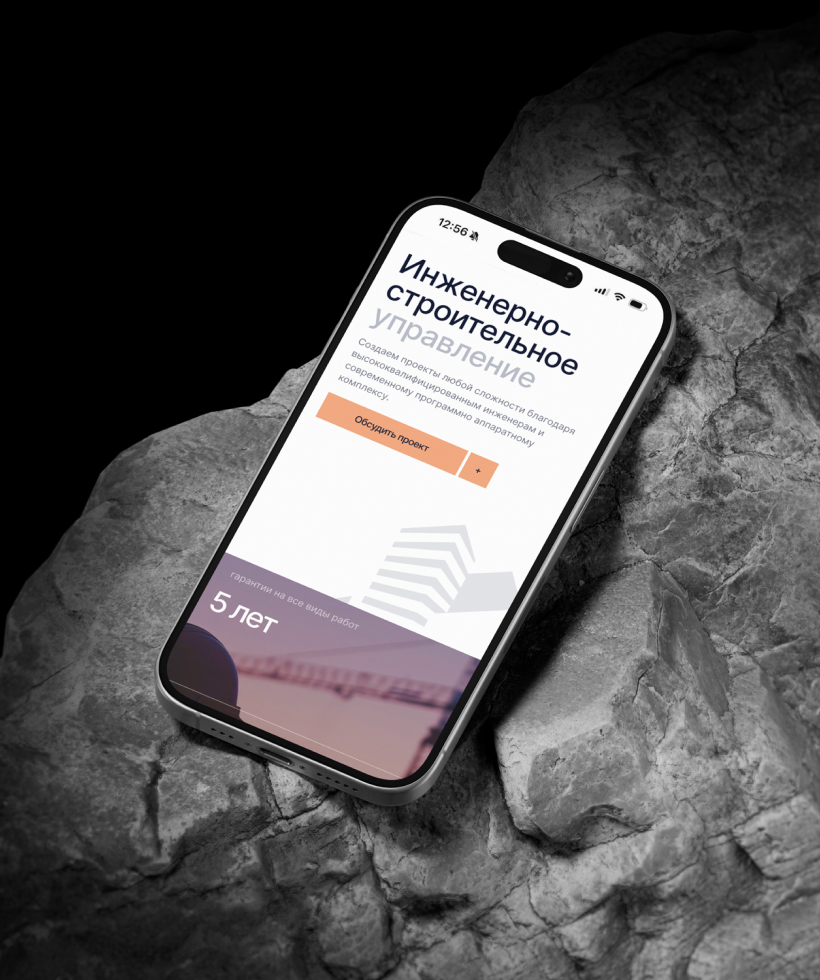 12:56
Инженерно-
строительное
управление
Создаем проекты любой сложности благодаря
высококвалифицированным инженерам и
современному программно аппаратному
комплексу.
Обсудить проект +
гарантии на все виды работ
5 лет